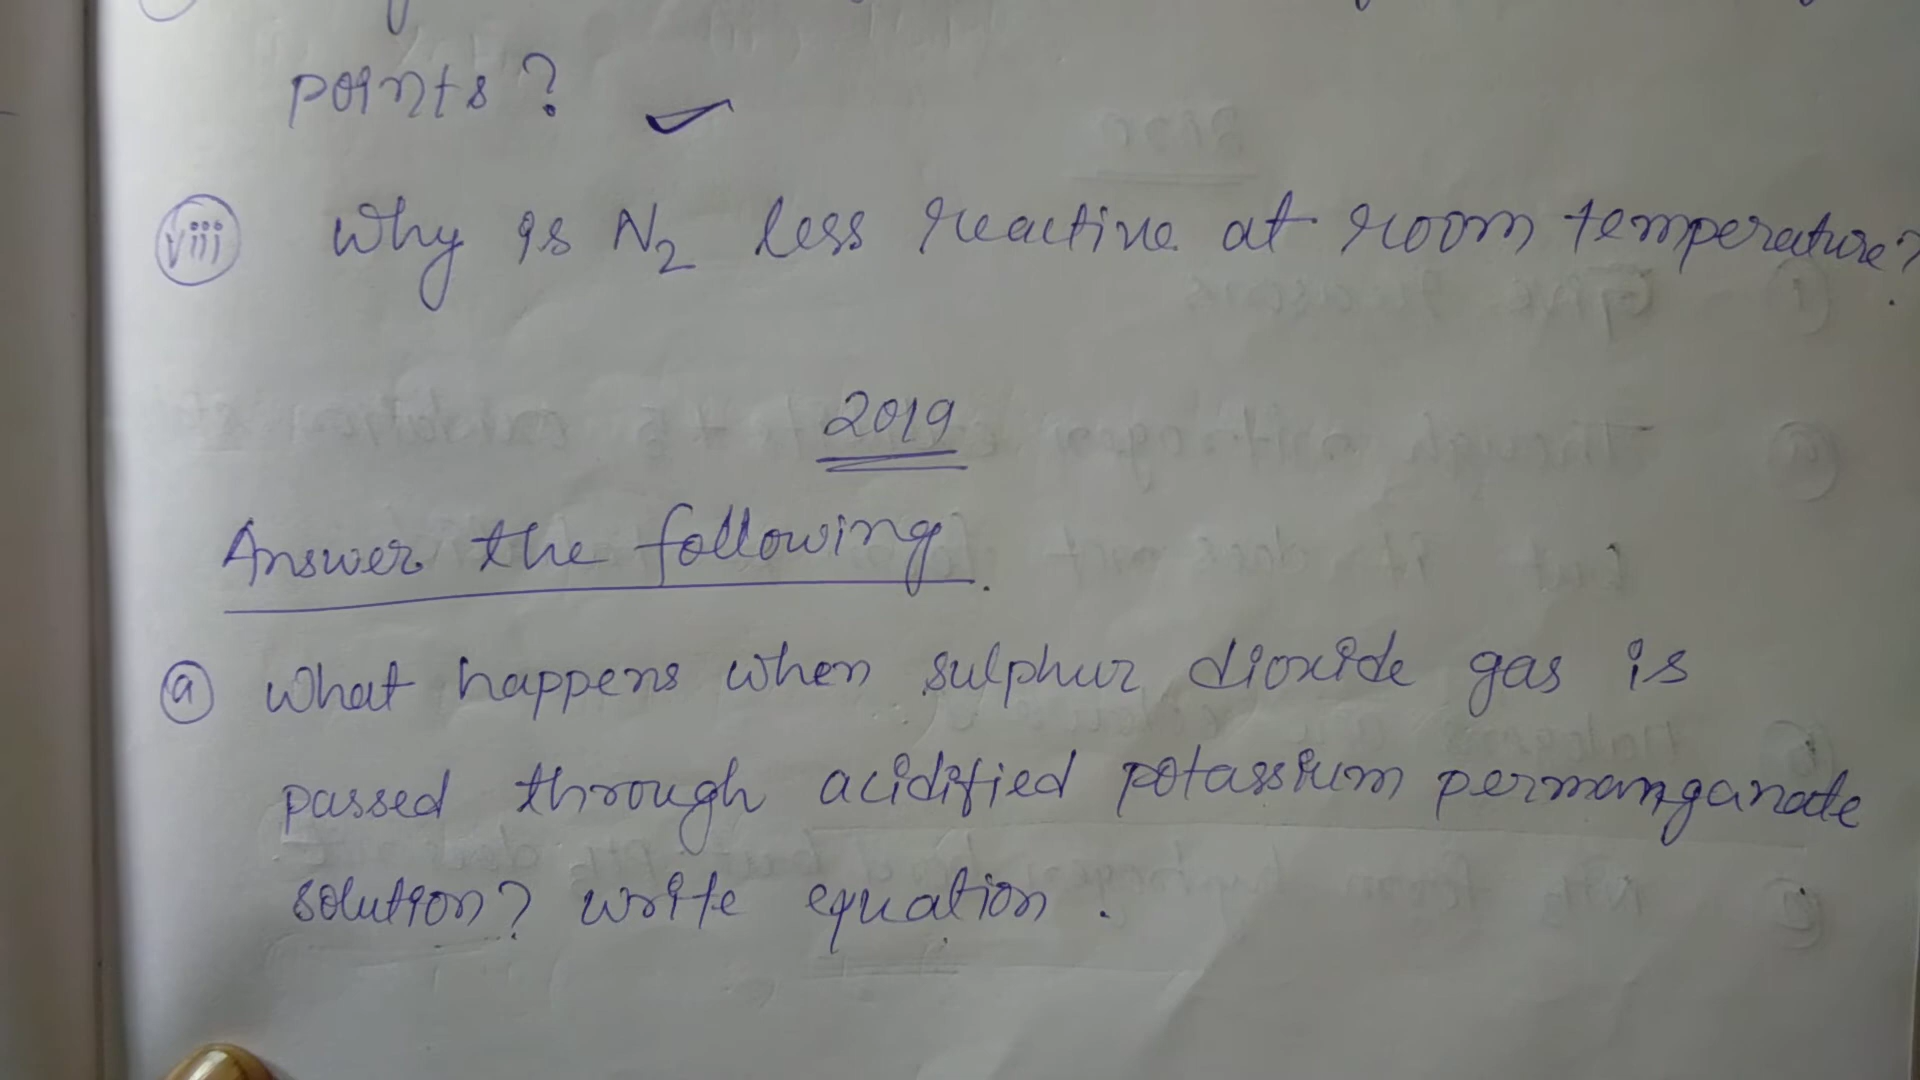 points?
viii Why is N2 less reactive at room temperature?
2019
Answer the following.
a What happens when sulphur dioxide gas is
passed through acidified potassium permanganate
solution? write equation.